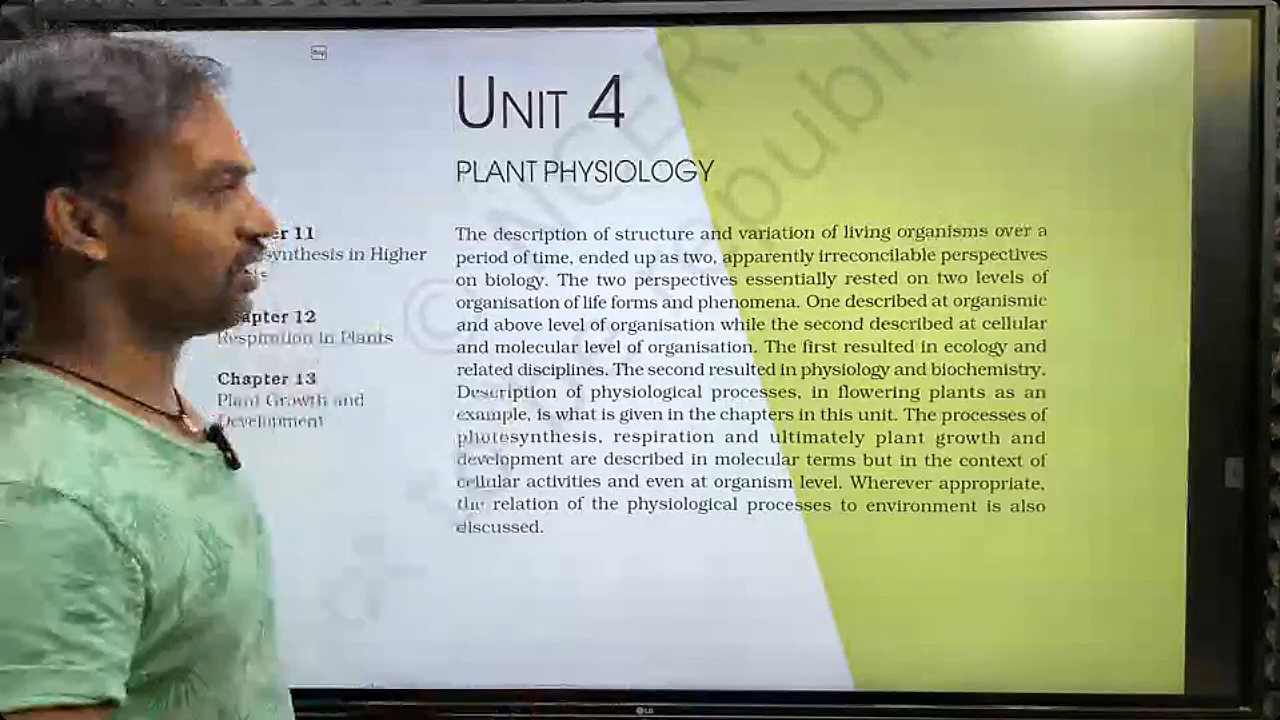 UNIT 4
PLANT PHYSIOLOGY
er 11
synthesis in Higher
apter 12
Respiration in Plants
Chapter 13
Plant Growth and
Development
The description of structure and variation of living organisms over a
period of time, ended up as two, apparently irreconcilable perspectives
on biology. The two perspectives essentially rested on two levels of
organisation of life forms and phenomena. One described at organismic
and above level of organisation while the second described at cellular
and molecular level of organisation. The first resulted in ecology and
related disciplines. The second resulted in physiology and biochemistry.
Description of physiological processes, in flowering plants as an
example, is what is given in the chapters in this unit. The processes of
photosynthesis, respiration and ultimately plant growth and
development are described in molecular terms but in the context of
cellular activities and even at organism level. Wherever appropriate,
the relation of the physiological processes to environment is also
discussed.
© NCERT
republis
LG